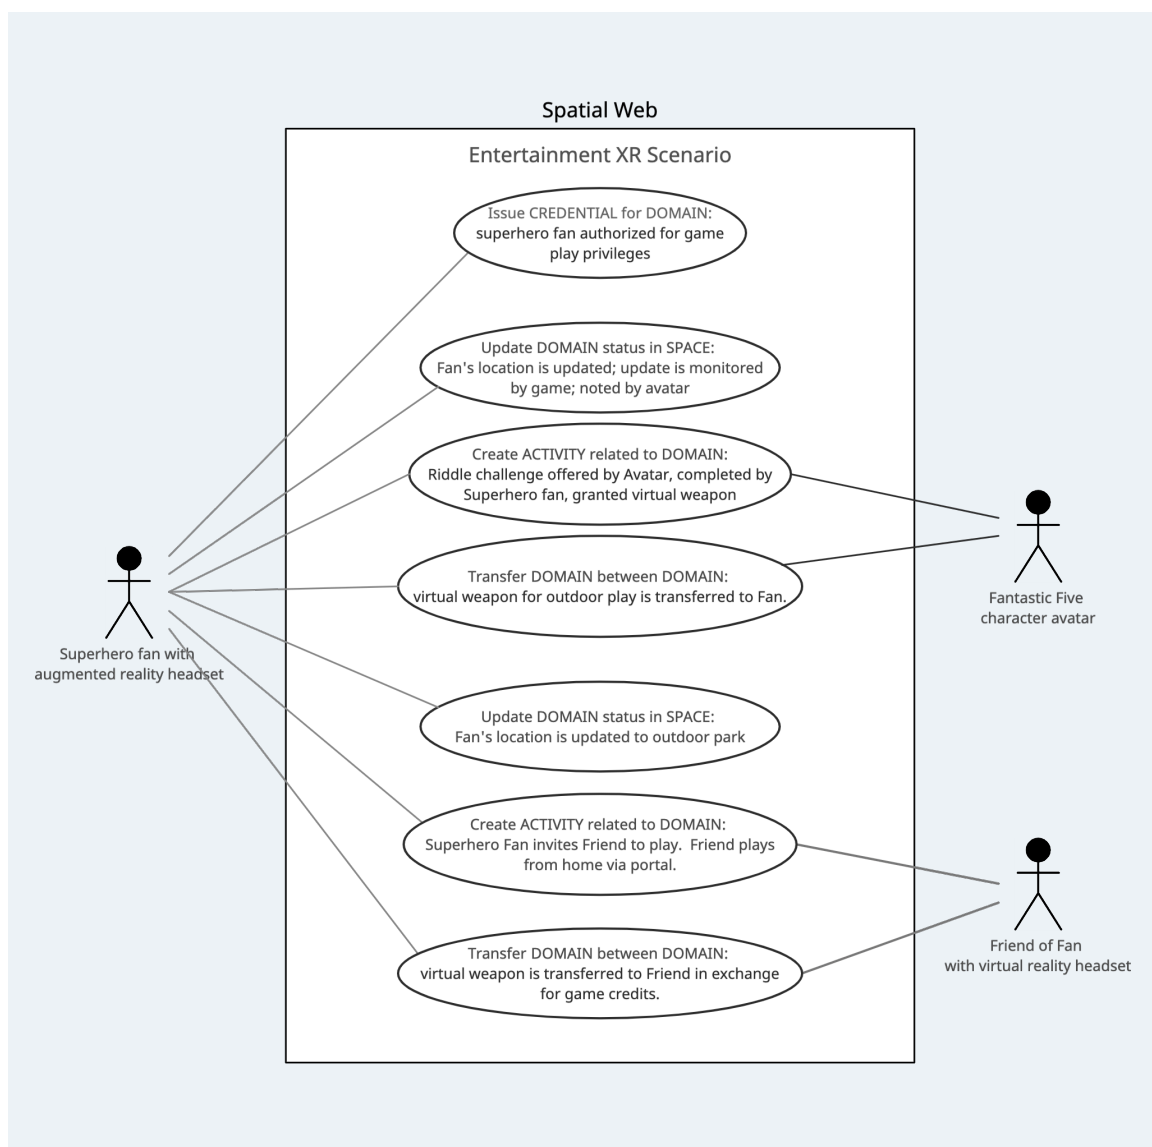 Spatial Web
Entertainment XR Scenario
Issue CREDENTIAL for DOMAIN:
superhero fan authorized for game
play privileges
Update DOMAIN status in SPACE:
Fan's location is updated; update is monitored
by game; noted by avatar
Create ACTIVITY related to DOMAIN:
Riddle challenge offered by Avatar, completed by
Superhero fan, granted virtual weapon
Transfer DOMAIN between DOMAIN:
virtual weapon for outdoor play is transferred to Fan.
Fantastic Five
character avatar
Superhero fan with
augmented reality headset
Update DOMAIN status in SPACE:
Fan's location is updated to outdoor park
Create ACTIVITY related to DOMAIN:
Superhero Fan invites Friend to play.  Friend plays
from home via portal.
Transfer DOMAIN between DOMAIN:
virtual weapon is transferred to Friend in exchange
for game credits.
Friend of Fan
with virtual reality headset